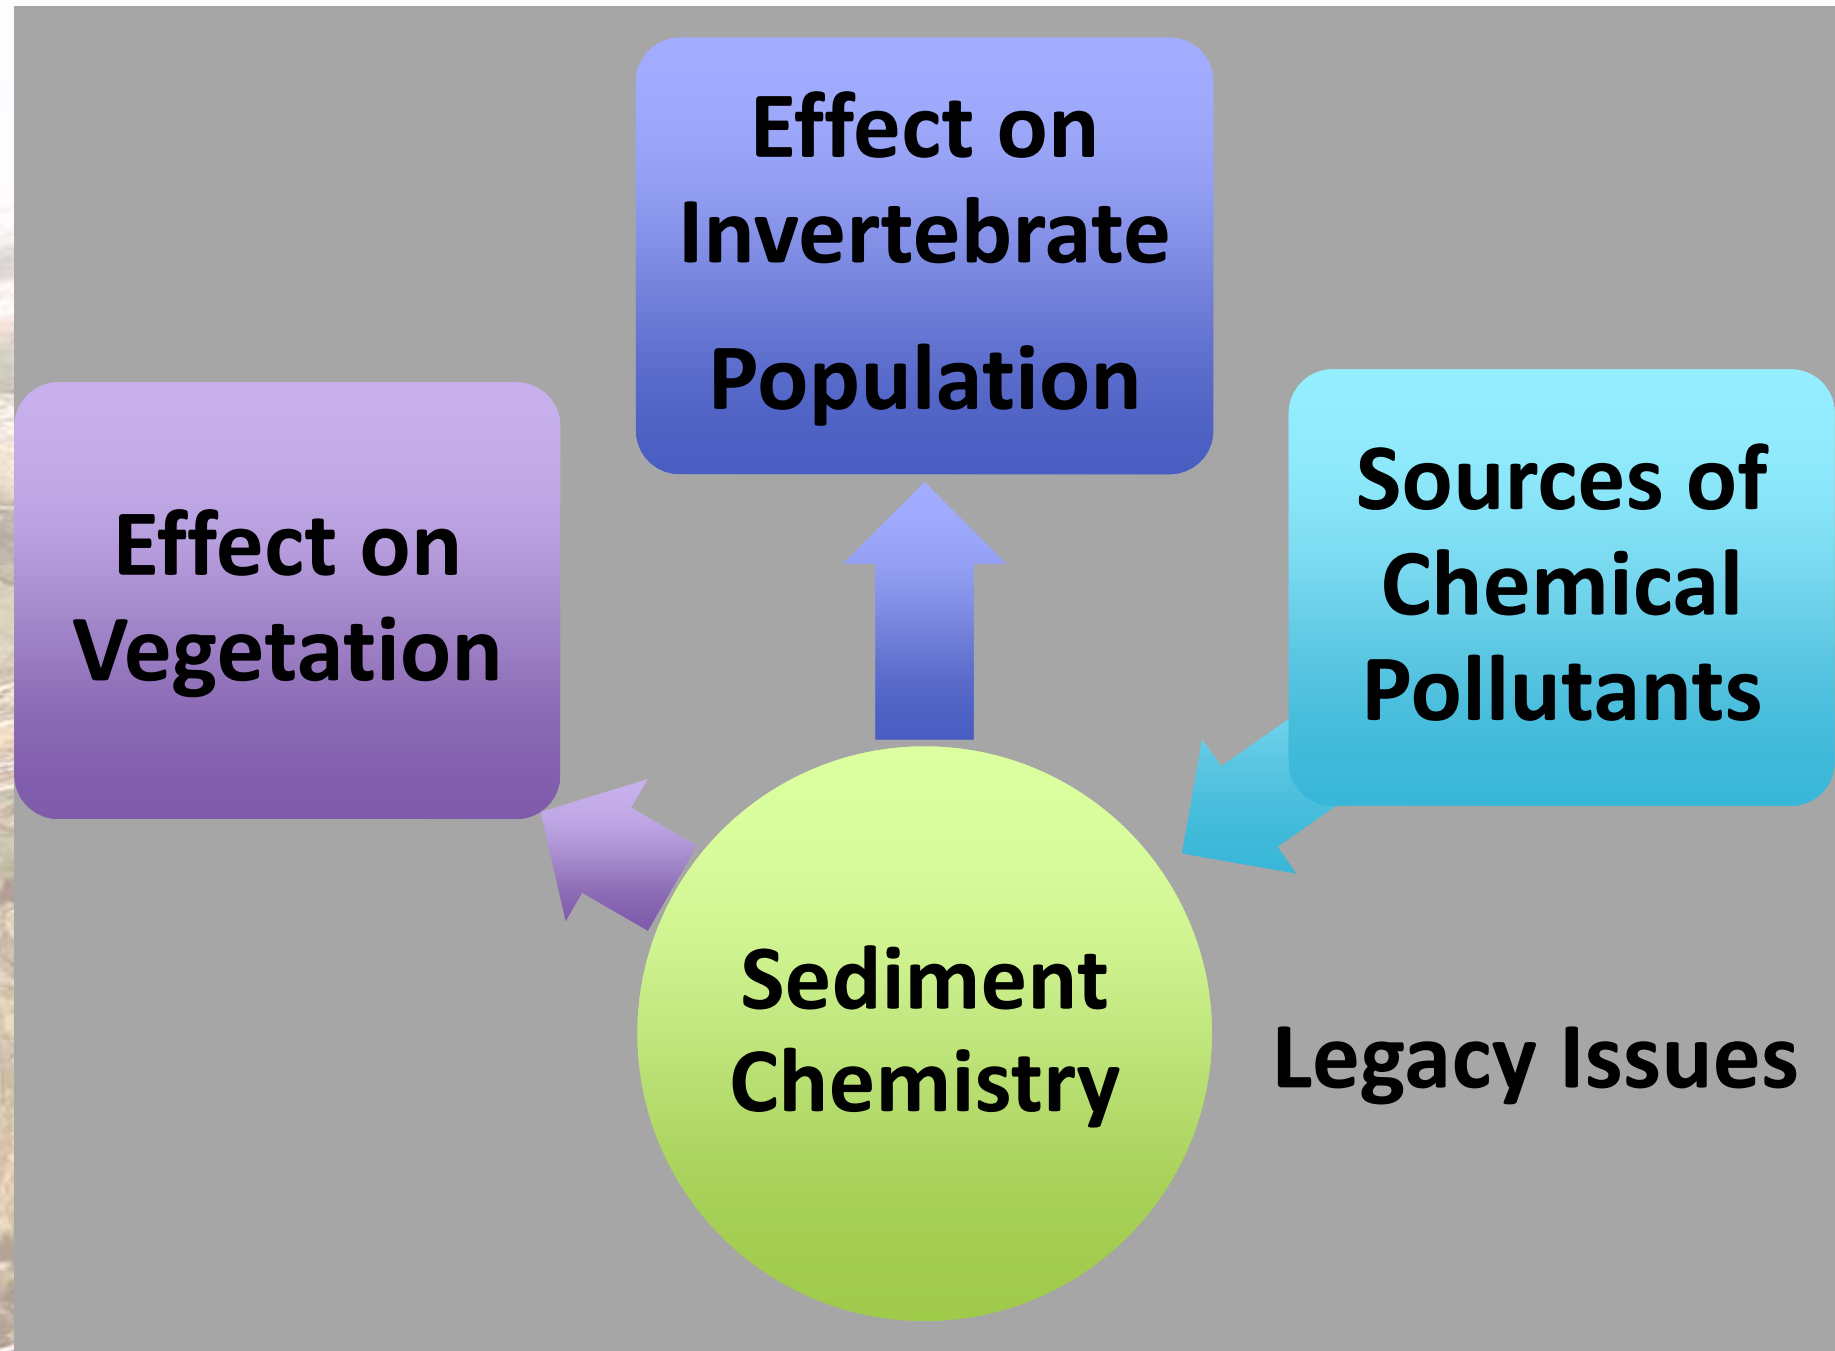 Effect on
Invertebrate
Population
Effect on
Vegetation
Sources of
Chemical
Pollutants
Sediment
Chemistry
Legacy Issues